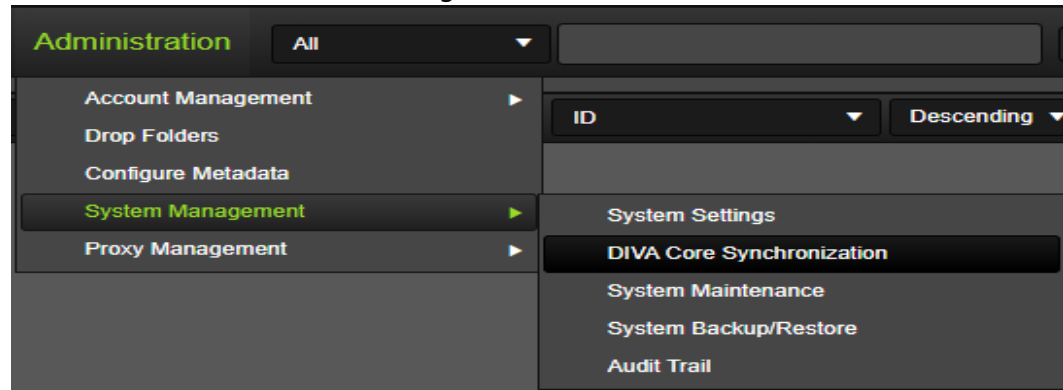 Administration All
Account Management
ID Descending
Drop Folders
Configure Metadata
System Management
System Settings
Proxy Management
DIVA Core Synchronization
System Maintenance
System Backup/Restore
Audit Trail